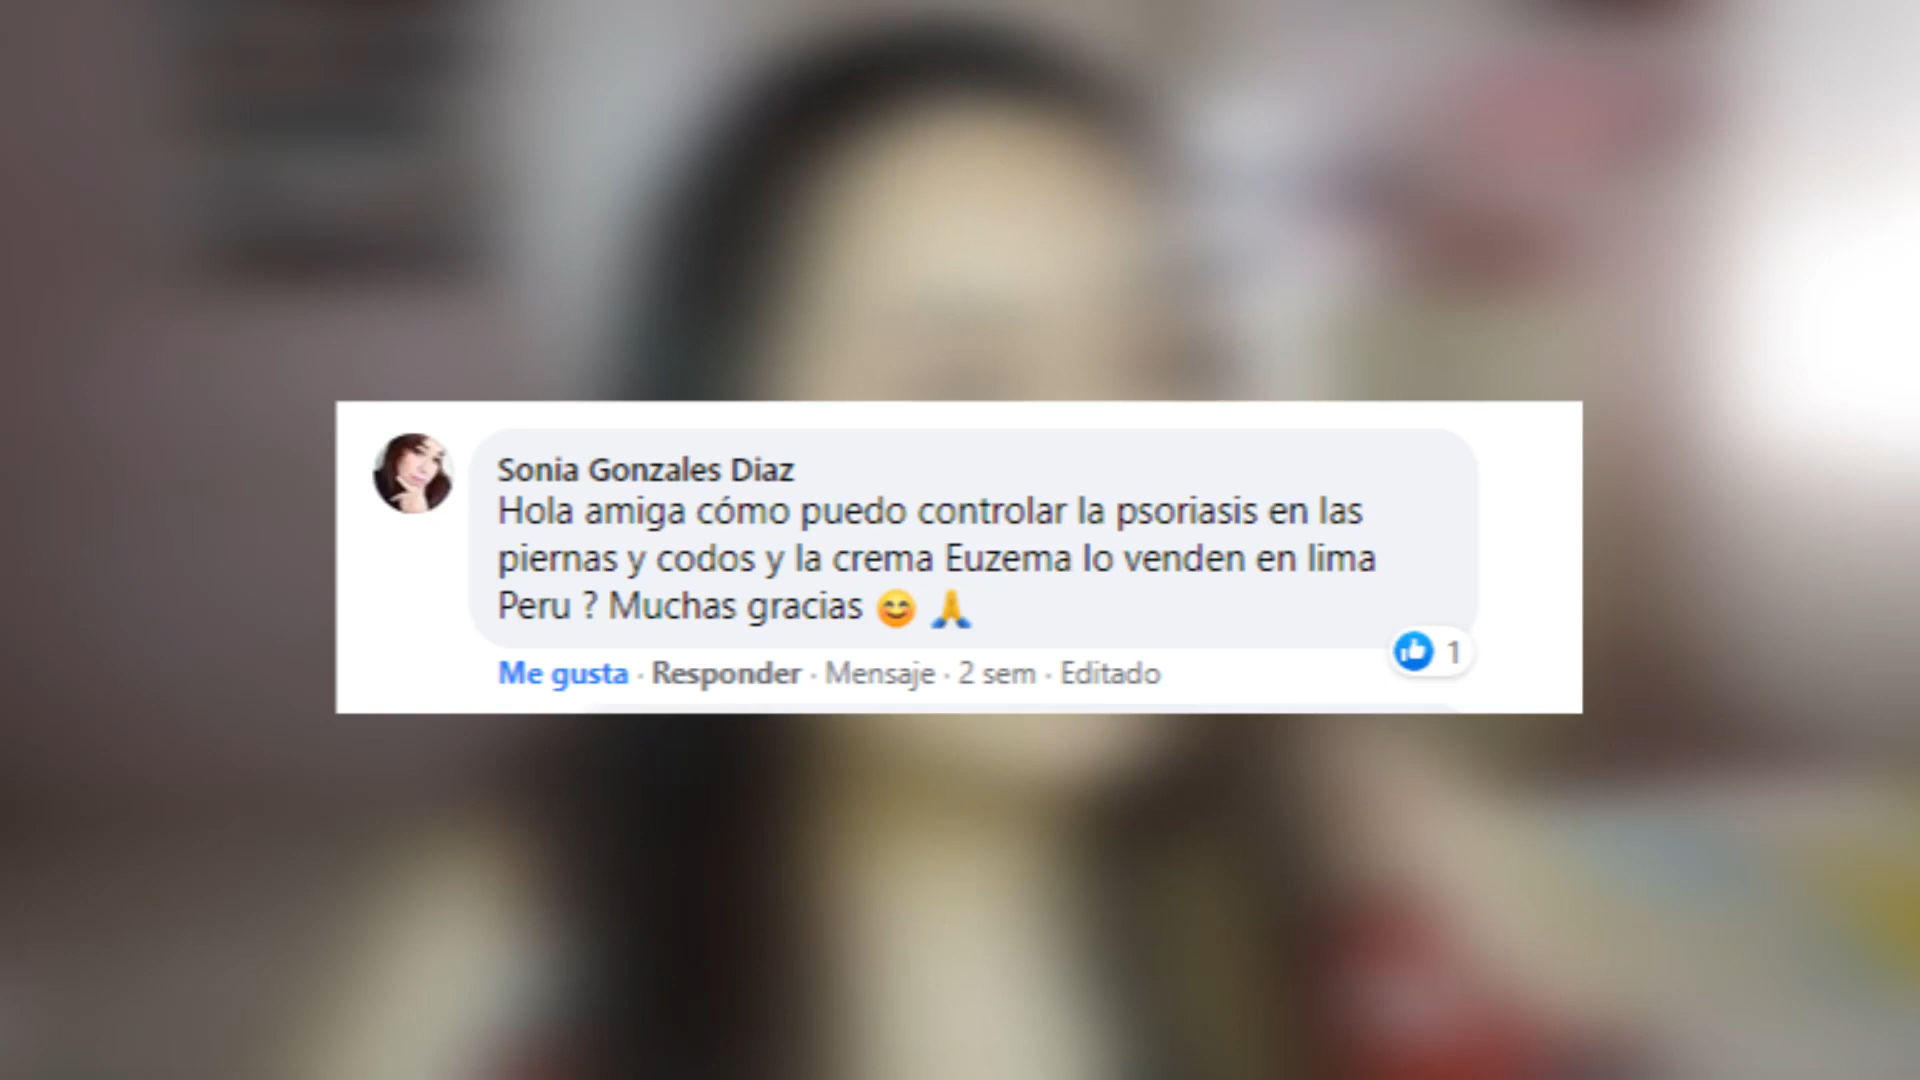 Sonia Gonzales Diaz
Hola amiga cómo puedo controlar la psoriasis en las
piernas y codos y la crema Euzema lo venden en lima
Peru ? Muchas gracias 😊 🙏
Me gusta · Responder · Mensaje · 2 sem · Editado
1